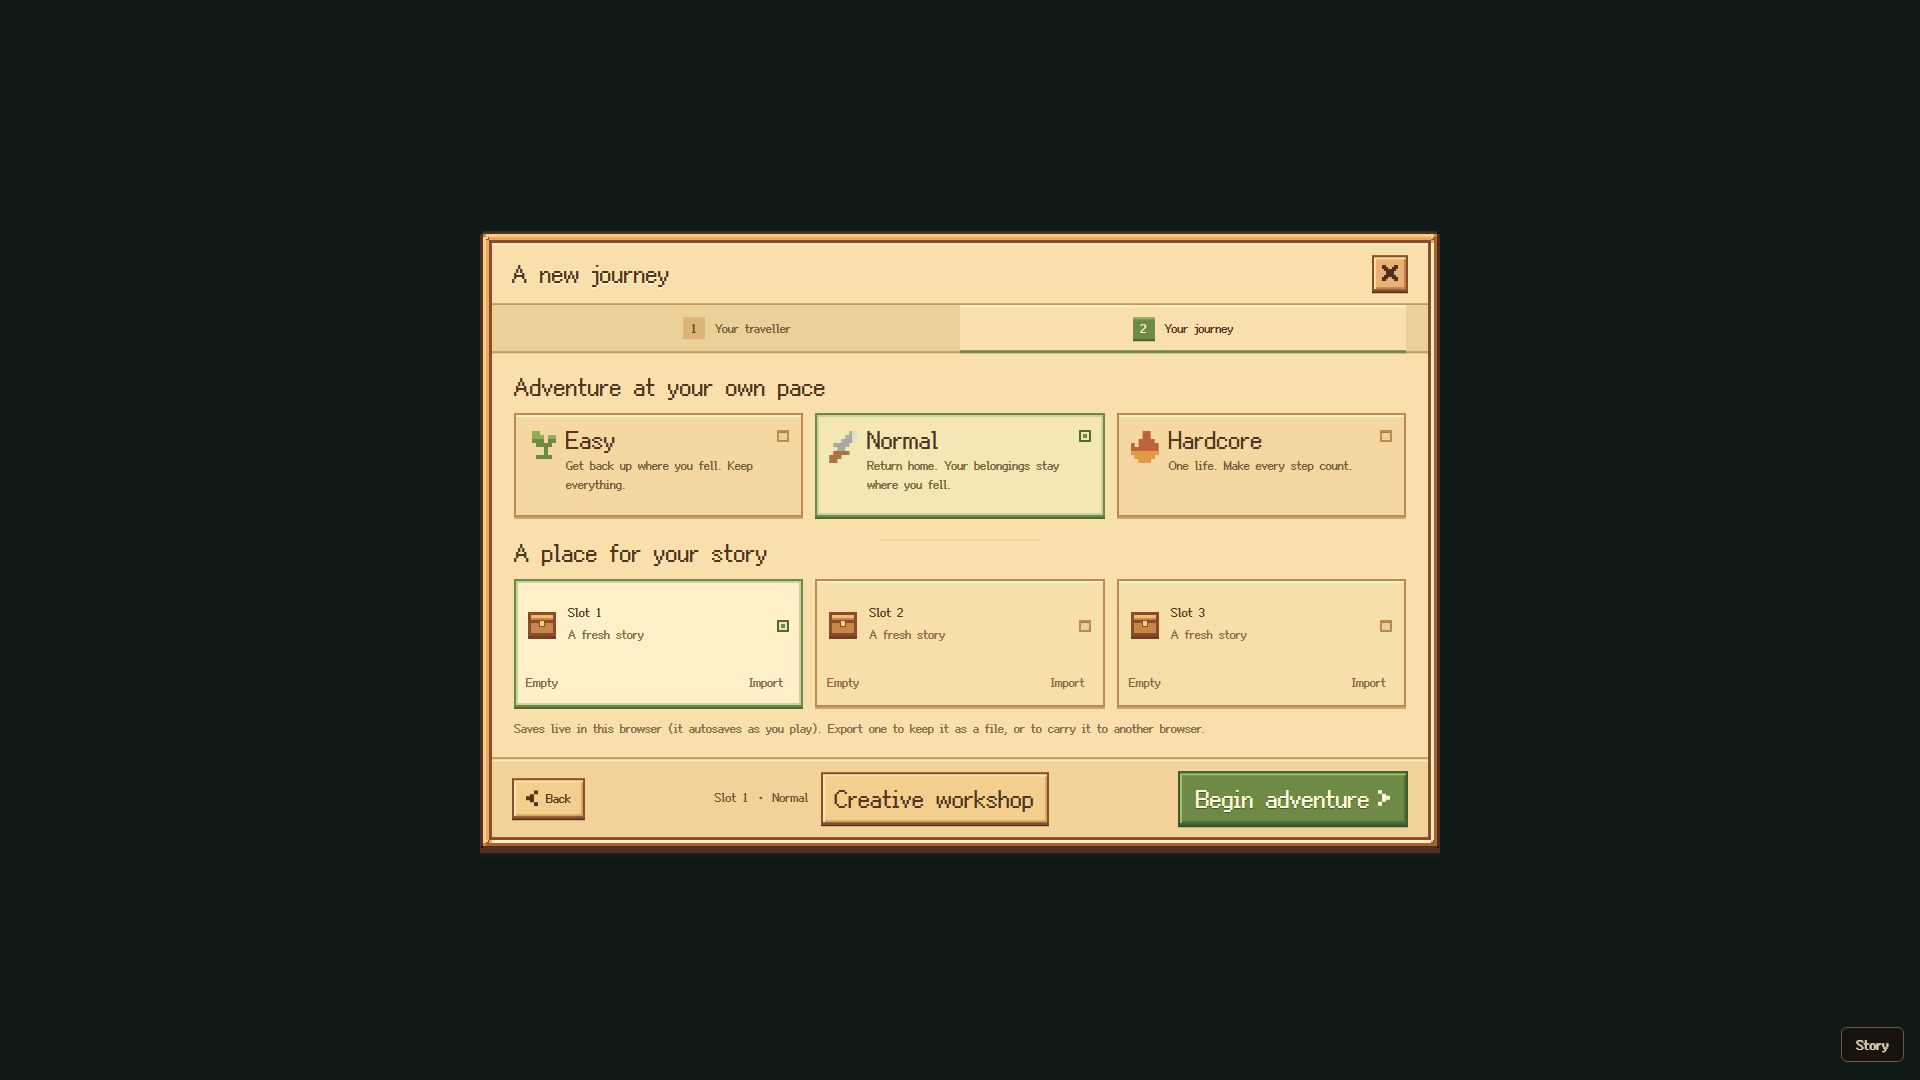 A new journey
1 Your traveller
2 Your journey
Adventure at your own pace
Easy
Get back up where you fell. Keep
everything.
Normal
Return home. Your belongings stay
where you fell.
Hardcore
One life. Make every step count.
A place for your story
Slot 1
A fresh story
Empty Import
Slot 2
A fresh story
Empty Import
Slot 3
A fresh story
Empty Import
Saves live in this browser (it autosaves as you play). Export one to keep it as a file, or to carry it to another browser.
Back
Slot 1 · Normal
Creative workshop
Begin adventure
Story